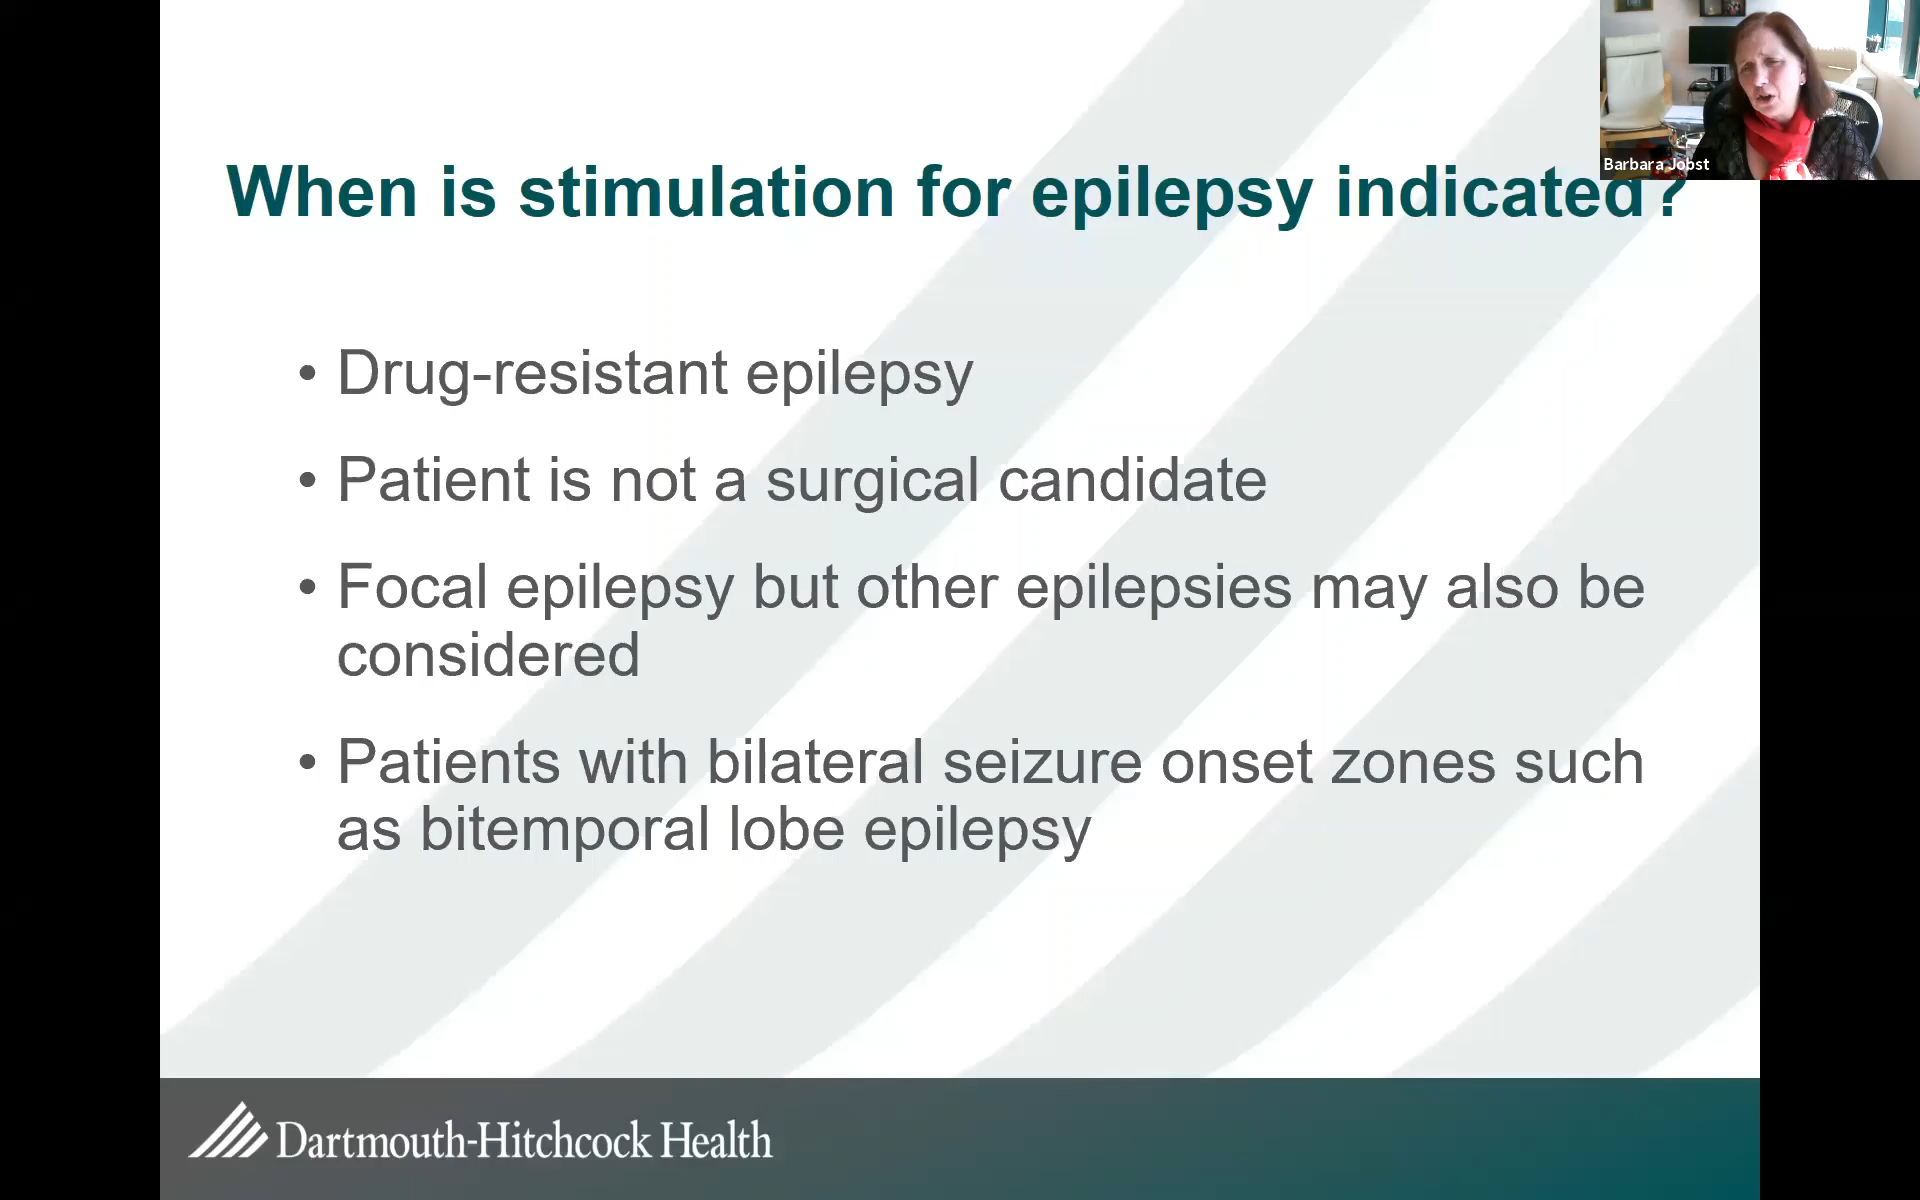 Barbara Jobst
When is stimulation for epilepsy indicated?
• Drug-resistant epilepsy
• Patient is not a surgical candidate
• Focal epilepsy but other epilepsies may also be
considered
• Patients with bilateral seizure onset zones such
as bitemporal lobe epilepsy
Dartmouth-Hitchcock Health